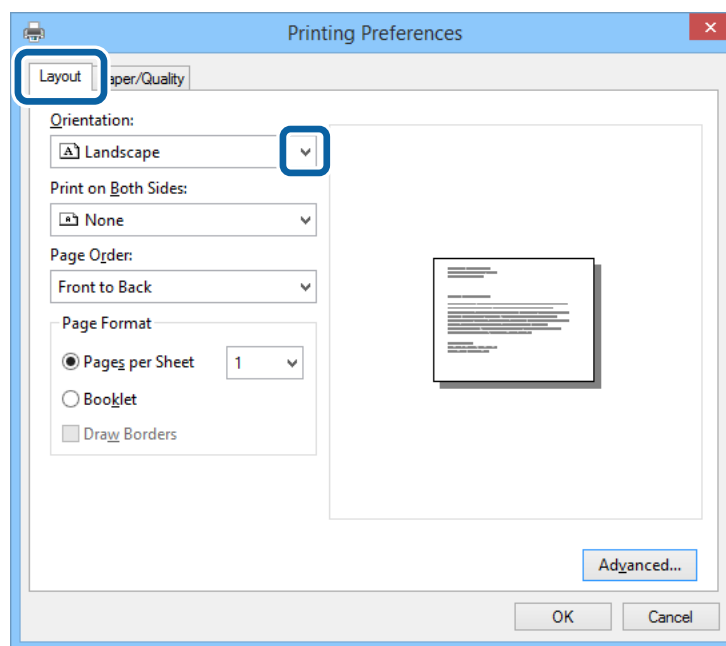 Printing Preferences
Layout
aper/Quality
Orientation:
A Landscape
Print on Both Sides:
None
Page Order:
Front to Back
Page Format
Pages per Sheet 1
Booklet
Draw Borders
Advanced...
OK Cancel